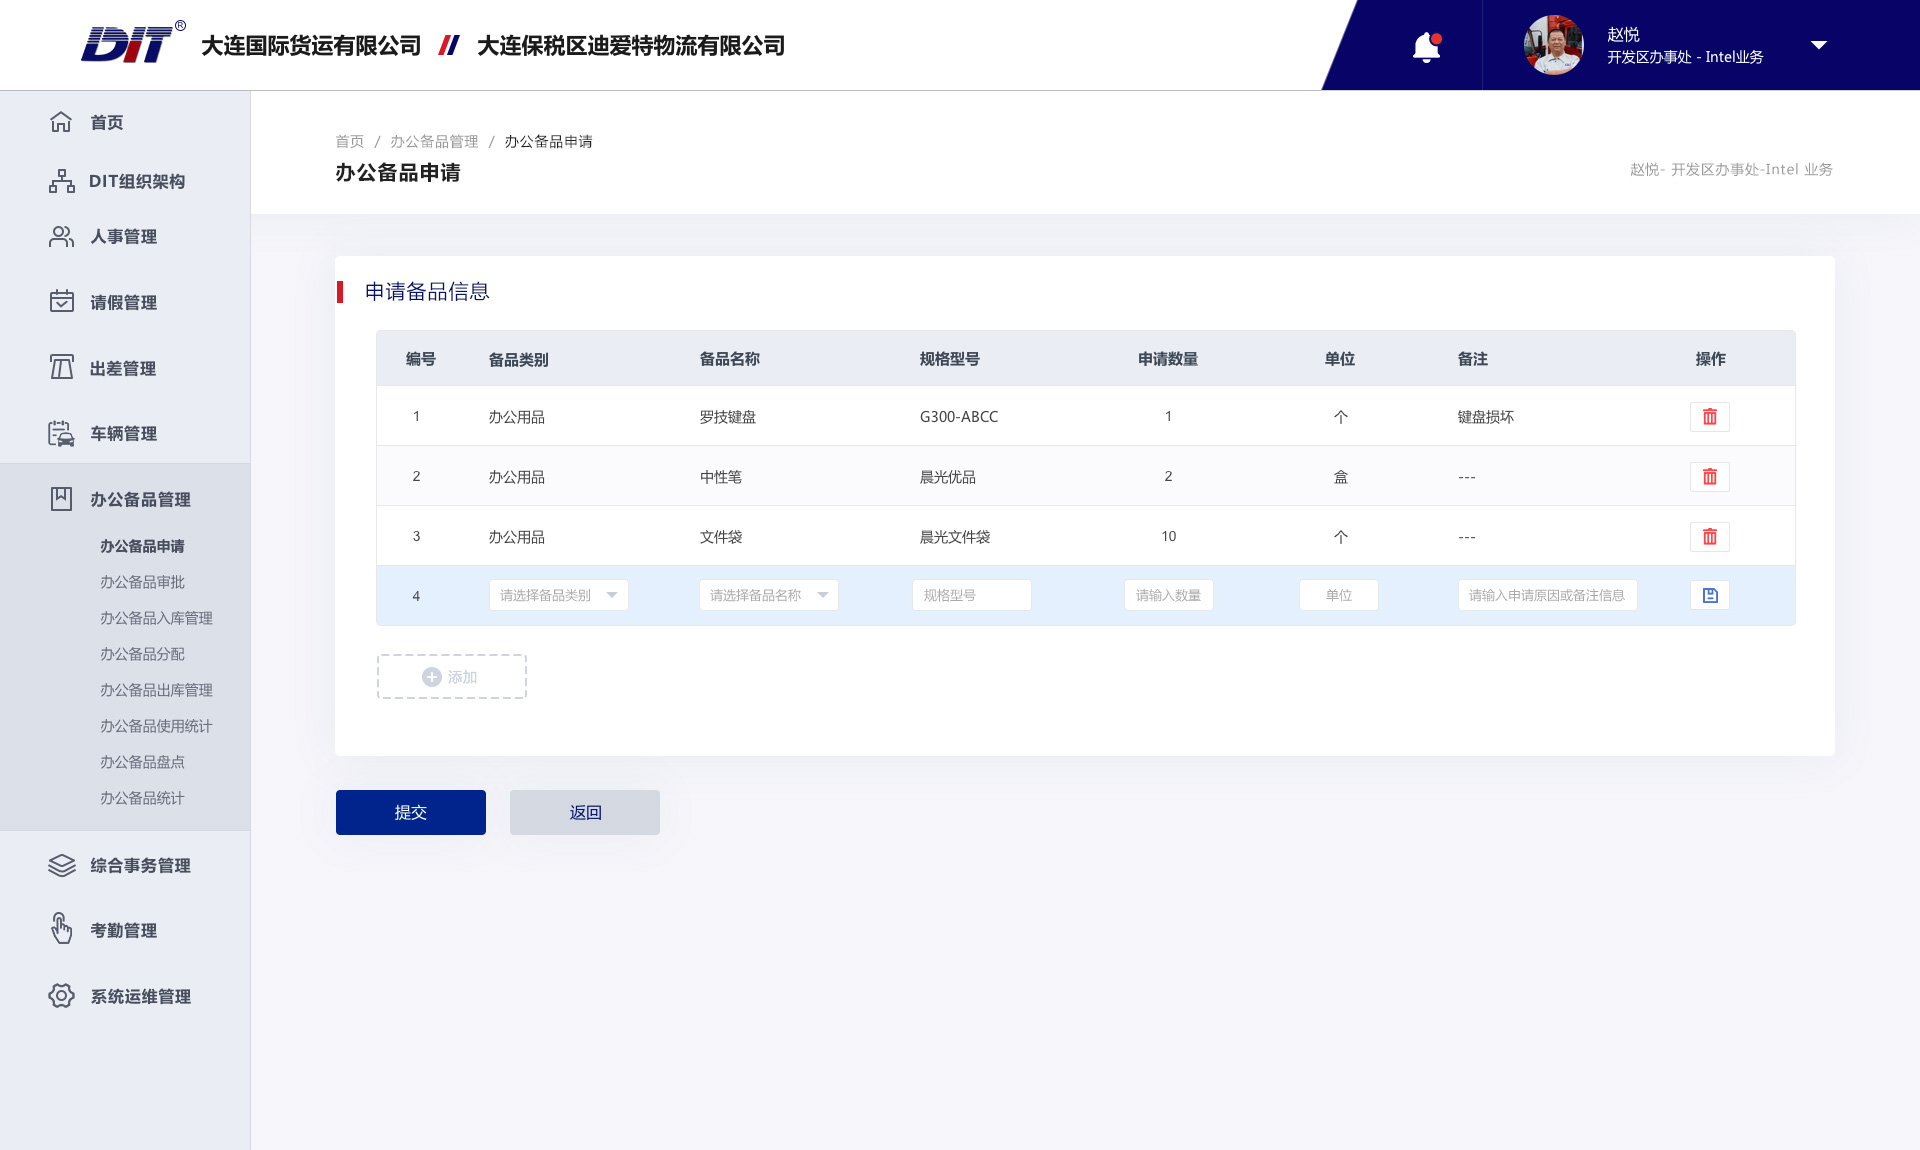 DIT® 大连国际货运有限公司 // 大连保税区迪爱特物流有限公司
赵悦
开发区办事处 - Intel业务
首页
DIT组织架构
人事管理
请假管理
出差管理
车辆管理
办公备品管理
办公备品申请
办公备品审批
办公备品入库管理
办公备品分配
办公备品出库管理
办公备品使用统计
办公备品盘点
办公备品统计
综合事务管理
考勤管理
系统运维管理
首页 / 办公备品管理 / 办公备品申请
办公备品申请
赵悦- 开发区办事处-Intel 业务
申请备品信息
编号 备品类别 备品名称 规格型号 申请数量 单位 备注 操作
1 办公用品 罗技键盘 G300-ABCC 1 个 键盘损坏
2 办公用品 中性笔 晨光优品 2 盒 ---
3 办公用品 文件袋 晨光文件袋 10 个 ---
4 请选择备品类别 请选择备品名称 规格型号 请输入数量 单位 请输入申请原因或备注信息
添加
提交 返回